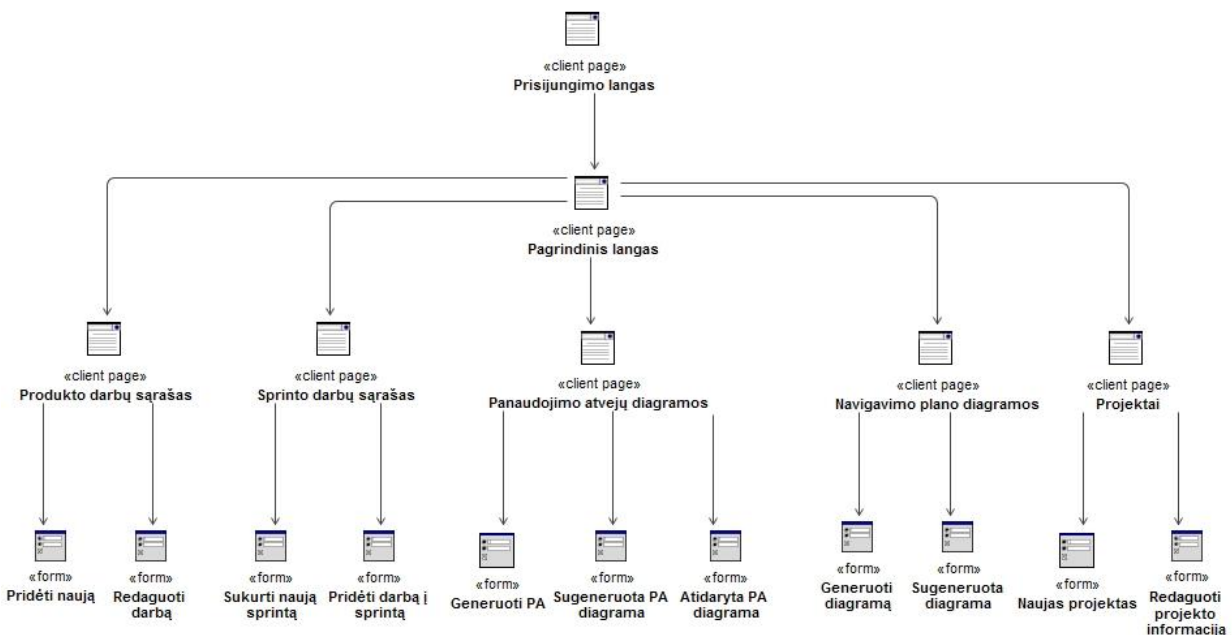 «client page»
Prisijungimo langas
«client page»
Pagrindinis langas
«client page»
Produkto darbų sąrašas
«client page»
Sprinto darbų sąrašas
«client page»
Panaudojimo atvejų diagramos
«client page»
Navigavimo plano diagramos
«client page»
Projektai
«form»
Pridėti naują
«form»
Redaguoti
darbą
«form»
Sukurti naują
sprintą
«form»
Pridėti darbą į
sprintą
«form»
Generuoti PA
«form»
Sugeneruota PA
diagrama
«form»
Atidaryta PA
diagrama
«form»
Generuoti
diagramą
«form»
Sugeneruota
diagrama
«form»
Naujas projektas
«form»
Redaguoti
projekto
informacija